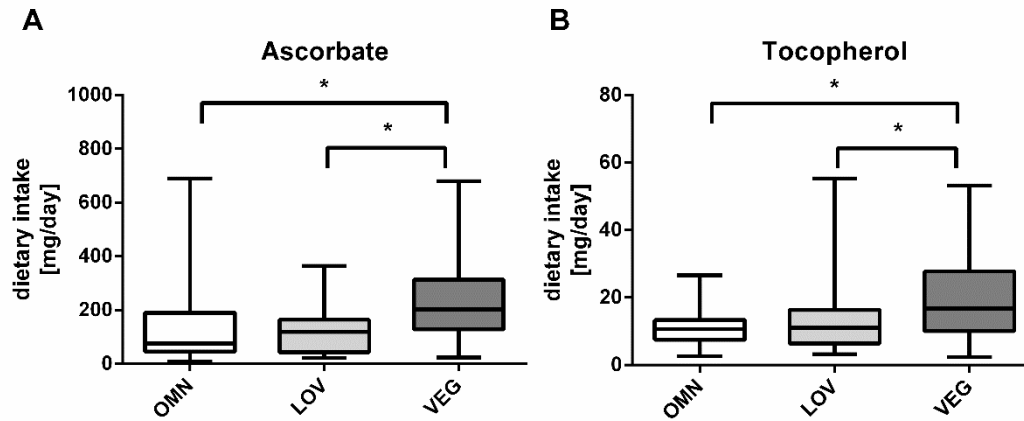 A
Ascorbate
dietary intake
[mg/day]
1000
800
600
400
200
0
*
*
OMN
LOV
VEG
B
Tocopherol
dietary intake
[mg/day]
80
60
40
20
0
*
*
OMN
LOV
VEG